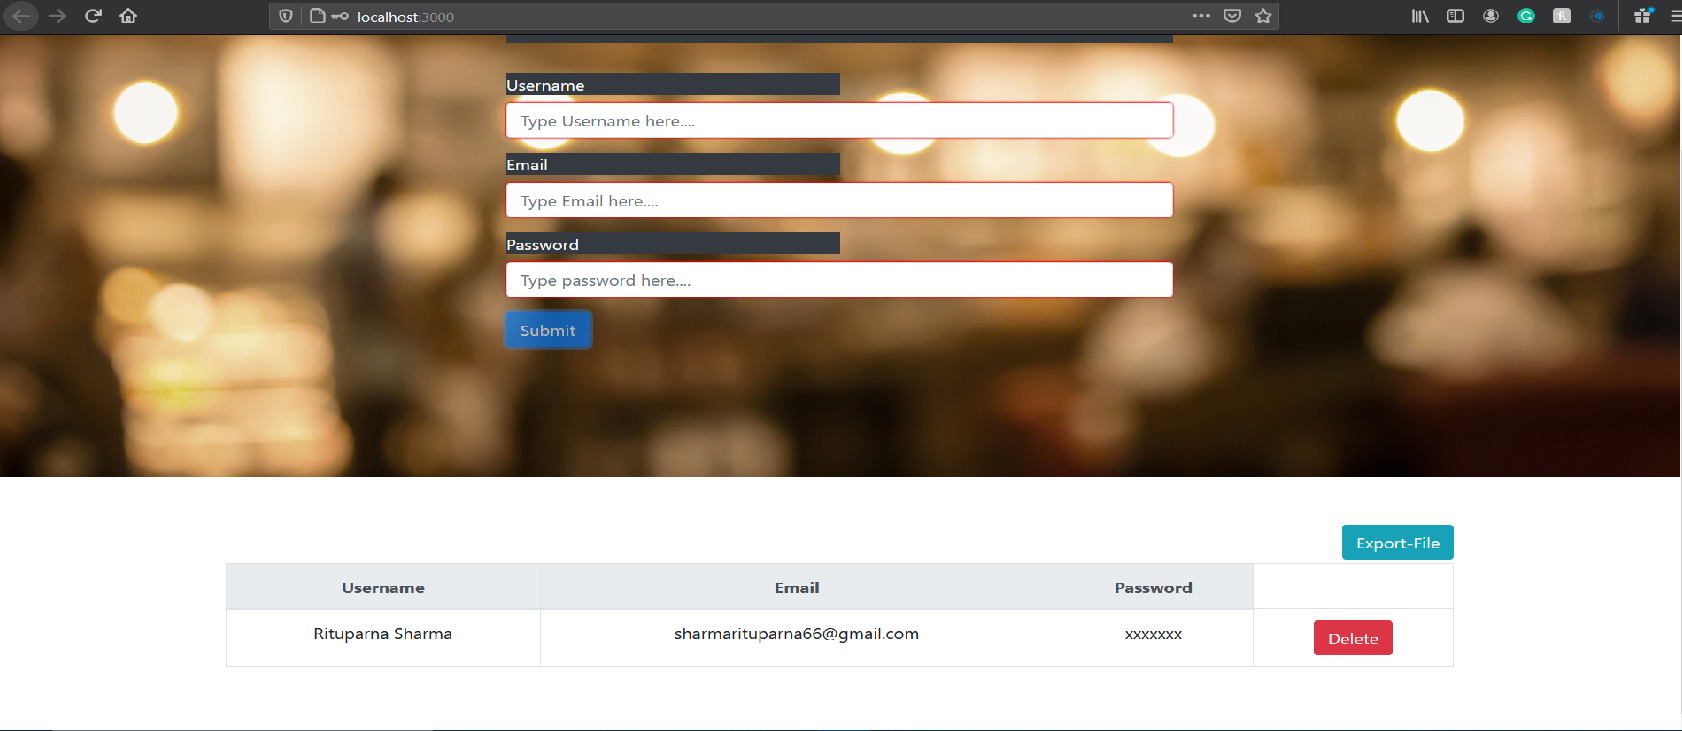 localhost:3000
Username
Type Username here....
Email
Type Email here....
Password
Type password here....
Submit
Export-File
Username Email Password
Rituparna Sharma sharmarituparna66@gmail.com xxxxxxx Delete